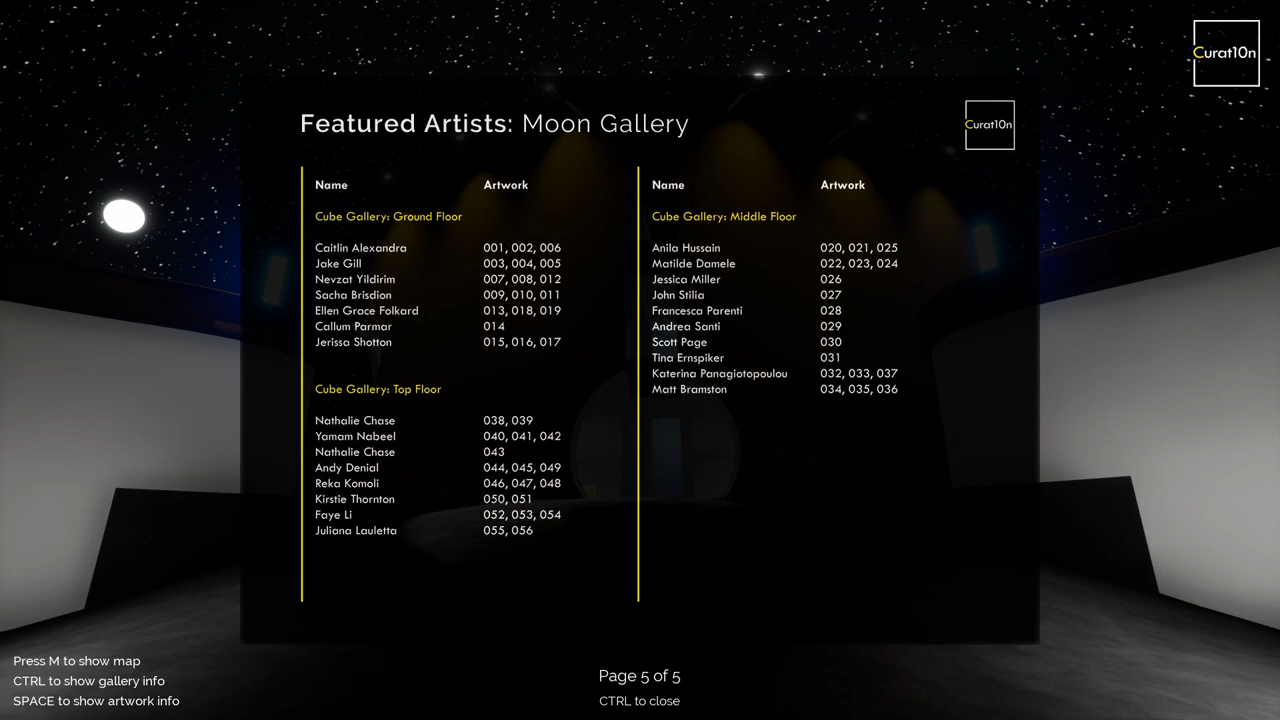 Curat10n
Featured Artists: Moon Gallery
Curat10n
Name Artwork
Cube Gallery: Ground Floor
Caitlin Alexandra 001, 002, 006
Jake Gill 003, 004, 005
Nevzat Yildirim 007, 008, 012
Sacha Brisdion 009, 010, 011
Ellen Grace Folkard 013, 018, 019
Callum Parmar 014
Jerissa Shotton 015, 016, 017
Cube Gallery: Top Floor
Nathalie Chase 038, 039
Yamam Nabeel 040, 041, 042
Nathalie Chase 043
Andy Denial 044, 045, 049
Reka Komoli 046, 047, 048
Kirstie Thornton 050, 051
Faye Li 052, 053, 054
Juliana Lauletta 055, 056
Name Artwork
Cube Gallery: Middle Floor
Anila Hussain 020, 021, 025
Matilde Damele 022, 023, 024
Jessica Miller 026
John Stilia 027
Francesca Parenti 028
Andrea Santi 029
Scott Page 030
Tina Ernspiker 031
Katerina Panagiotopoulou 032, 033, 037
Matt Bramston 034, 035, 036
Press M to show map
CTRL to show gallery info
SPACE to show artwork info
Page 5 of 5
CTRL to close